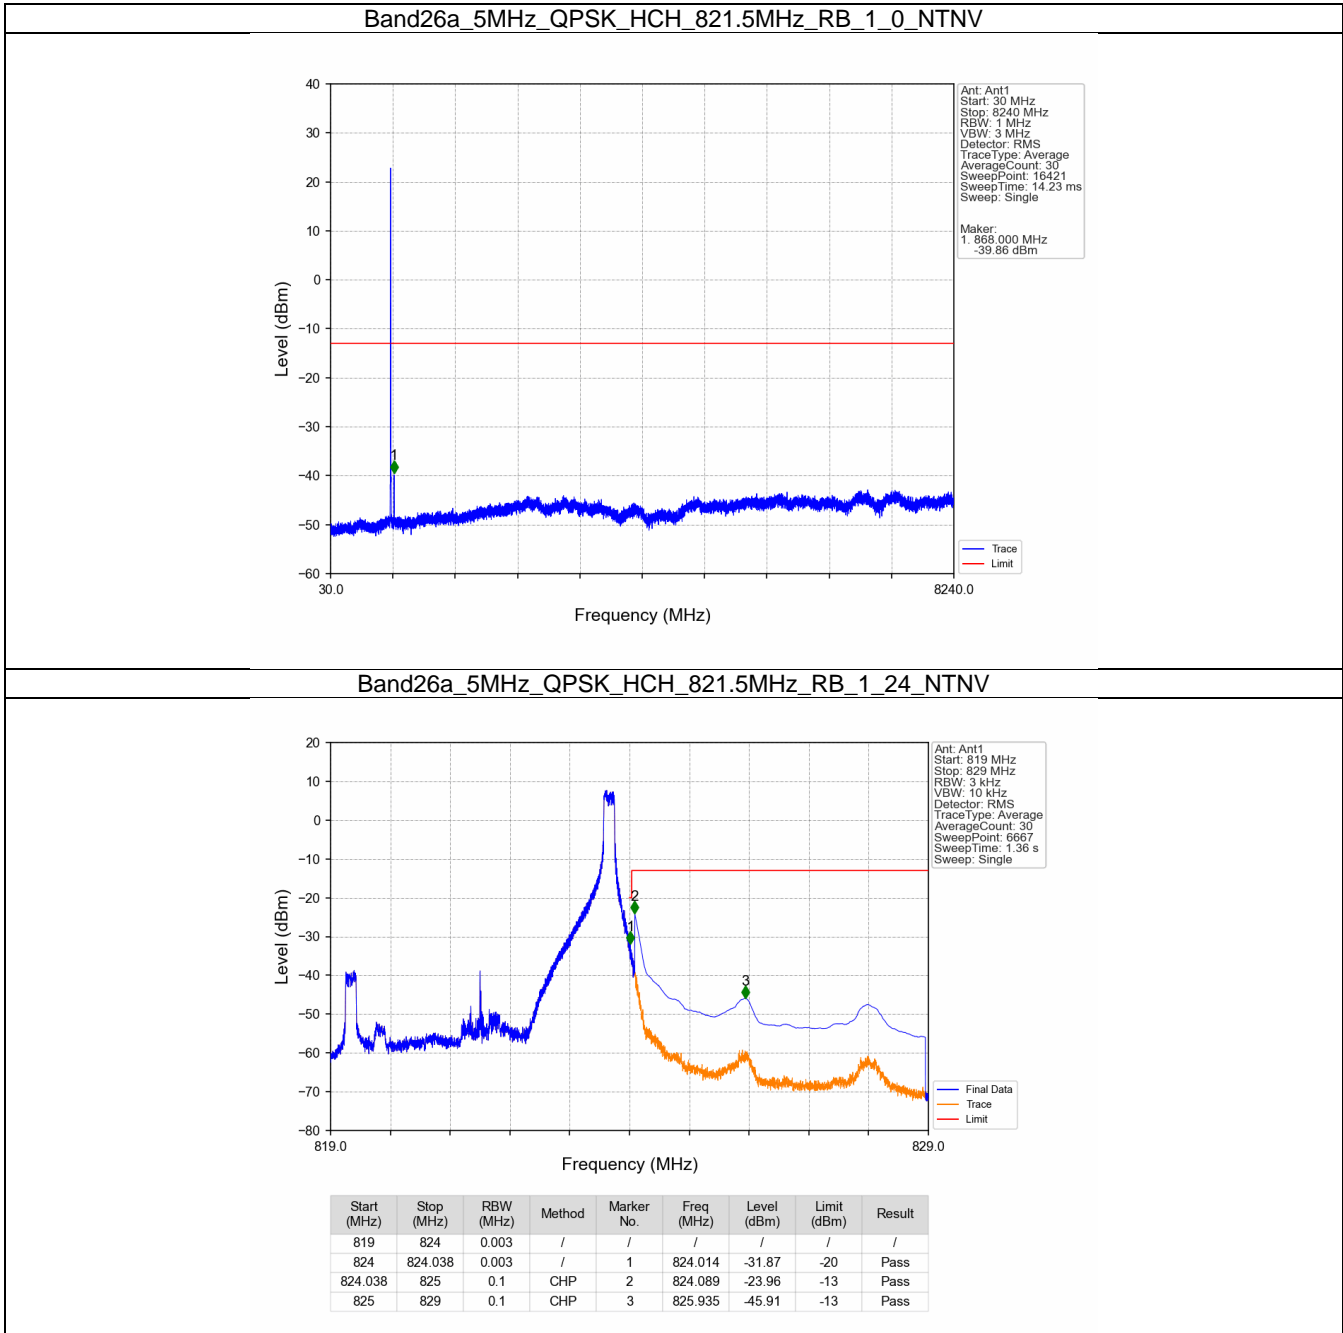 Band26a_5MHz_QPSK_HCH_821.5MHz_RB_1_0_NTNV
40
30
20
10
0
−10
−20
−30
−40
−50
−60
Level (dBm)
1
30.0
8240.0
Frequency (MHz)
Ant: Ant1
Start: 30 MHz
Stop: 8240 MHz
RBW: 1 MHz
VBW: 3 MHz
Detector: RMS
TraceType: Average
AverageCount: 30
SweepPoint: 16421
SweepTime: 14.23 ms
Sweep: Single
Maker:
1. 868.000 MHz
-39.86 dBm
Trace
Limit
Band26a_5MHz_QPSK_HCH_821.5MHz_RB_1_24_NTNV
20
10
0
−10
−20
−30
−40
−50
−60
−70
−80
Level (dBm)
1
2
3
819.0
829.0
Frequency (MHz)
Ant: Ant1
Start: 819 MHz
Stop: 829 MHz
RBW: 3 kHz
VBW: 10 kHz
Detector: RMS
TraceType: Average
AverageCount: 30
SweepPoint: 6667
SweepTime: 1.36 s
Sweep: Single
Final Data
Trace
Limit
Start (MHz) Stop (MHz) RBW (MHz) Method Marker No. Freq (MHz) Level (dBm) Limit (dBm) Result
819 824 0.003 / / / / / /
824 824.038 0.003 / 1 824.014 -31.87 -20 Pass
824.038 825 0.1 CHP 2 824.089 -23.96 -13 Pass
825 829 0.1 CHP 3 825.935 -45.91 -13 Pass